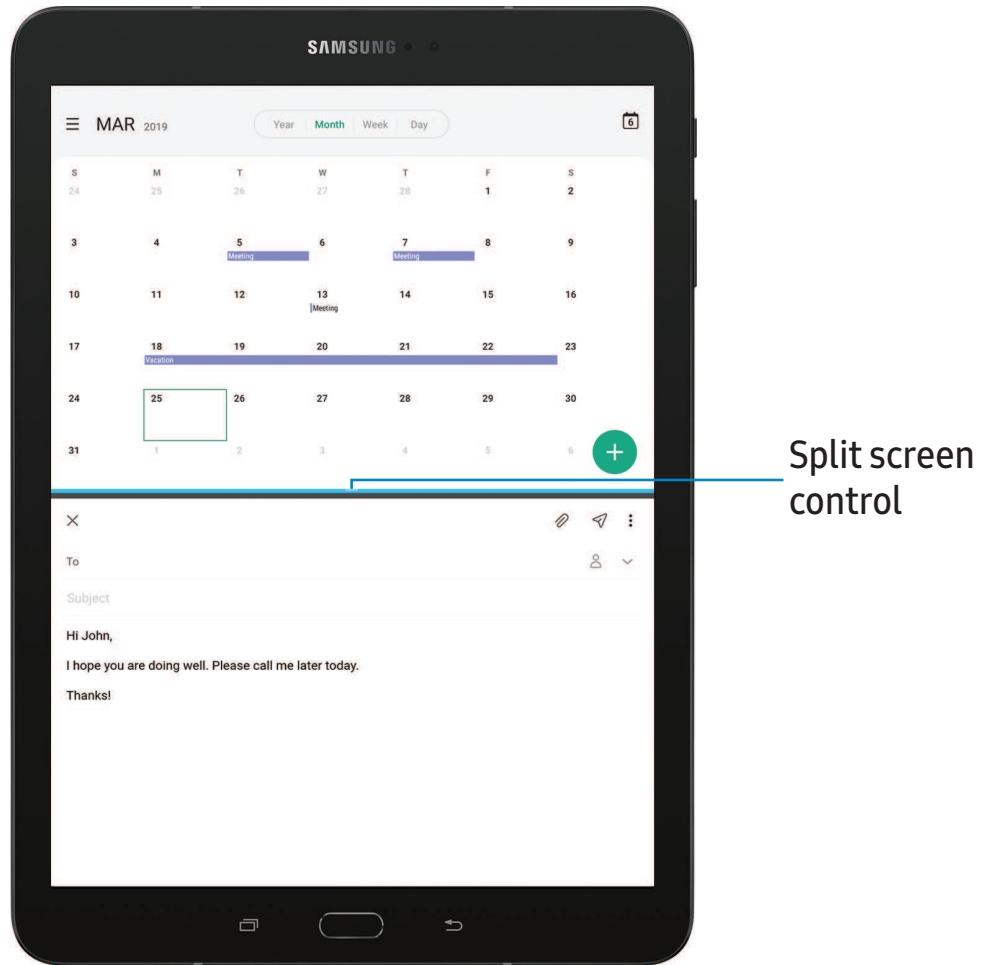 SAMSUNG
MAR 2019 Year Month Week Day 6
S M T W T F S
24 25 26 27 28 1 2
3 4 5 6 7 8 9
Meeting Meeting
10 11 12 13 14 15 16
Meeting
17 18 19 20 21 22 23
Vacation
24 25 26 27 28 29 30
31 1 2 3 4 5 6
Split screen
control
To
Subject
Hi John,
I hope you are doing well. Please call me later today.
Thanks!